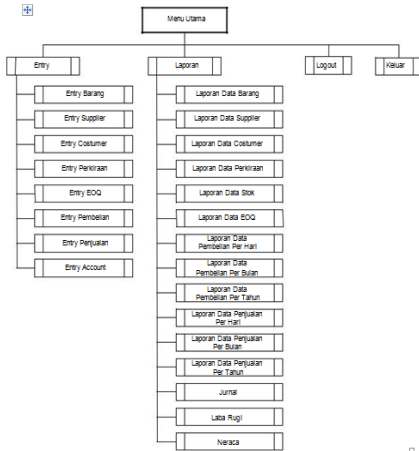 Menu Utama
Entry
Laporan
Logout
Keluar
Entry Barang
Entry Supplier
Entry Costumer
Entry Perkiraan
Entry EOQ
Entry Pembelian
Entry Penjualan
Entry Account
Laporan Data Barang
Laporan Data Supplier
Laporan Data Costumer
Laporan Data Perkiraan
Laporan Data Stok
Laporan Data EOQ
Laporan Data
Pembelian Per Hari
Laporan Data
Pembelian Per Bulan
Laporan Data
Pembelian Per Tahun
Laporan Data Penjualan
Per Hari
Laporan Data Penjualan
Per Bulan
Laporan Data Penjualan
Per Tahun
Jurnal
Laba Rugi
Neraca